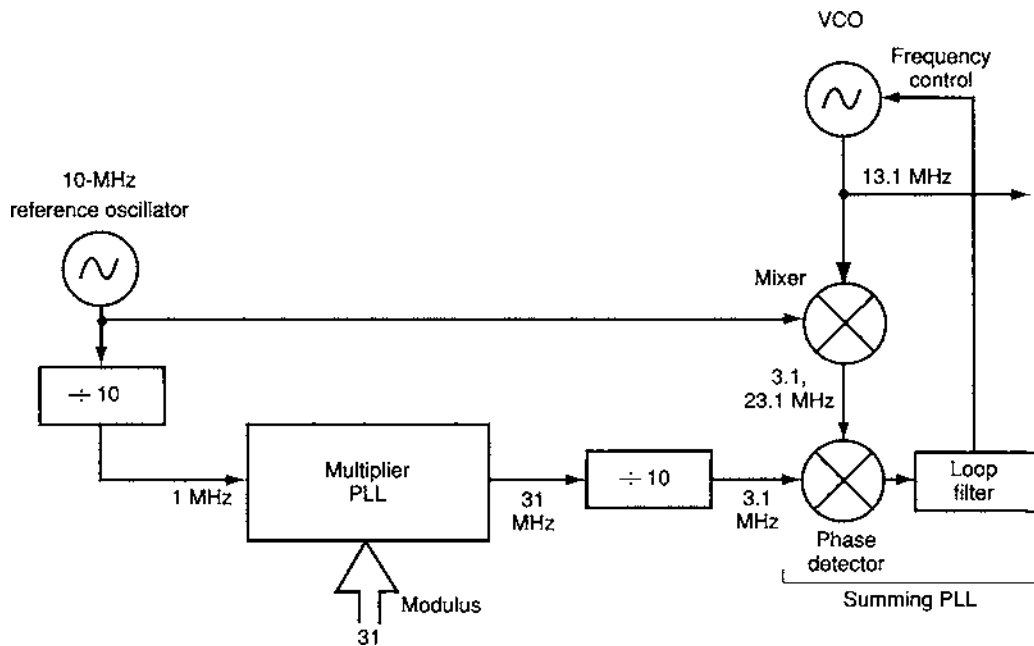 VCO
Frequency
control
13.1 MHz
10-MHz
reference oscillator
Mixer
÷ 10
3.1,
23.1 MHz
1 MHz
Multiplier
PLL
31
MHz
÷ 10
3.1
MHz
Loop
filter
Phase
detector
Modulus
31
Summing PLL